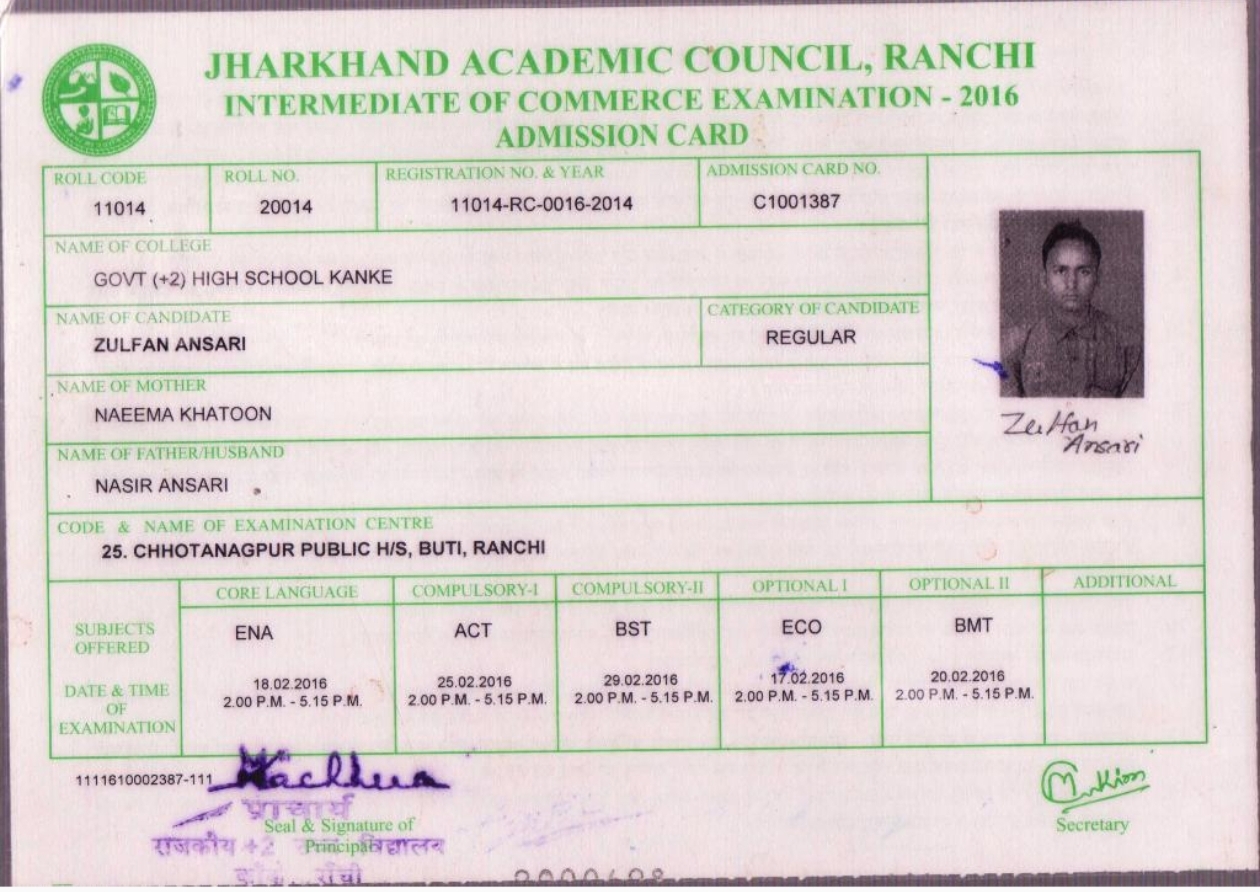 JHARKHAND ACADEMIC COUNCIL, RANCHI
INTERMEDIATE OF COMMERCE EXAMINATION - 2016
ADMISSION CARD
ROLL CODE ROLL NO. REGISTRATION NO. & YEAR ADMISSION CARD NO.
11014 20014 11014-RC-0016-2014 C1001387
NAME OF COLLEGE
GOVT (+2) HIGH SCHOOL KANKE
NAME OF CANDIDATE CATEGORY OF CANDIDATE
ZULFAN ANSARI REGULAR
NAME OF MOTHER
NAEEMA KHATOON
Zulfan
Ansari
NAME OF FATHER/HUSBAND
NASIR ANSARI
CODE & NAME OF EXAMINATION CENTRE
25. CHHOTANAGPUR PUBLIC H/S, BUTI, RANCHI
CORE LANGUAGE COMPULSORY-I COMPULSORY-II OPTIONAL I OPTIONAL II ADDITIONAL
SUBJECTS
OFFERED
ENA ACT BST ECO BMT
DATE & TIME
OF
EXAMINATION
18.02.2016 25.02.2016 29.02.2016 17.02.2016 20.02.2016
2.00 P.M. - 5.15 P.M. 2.00 P.M. - 5.15 P.M. 2.00 P.M. - 5.15 P.M. 2.00 P.M. - 5.15 P.M. 2.00 P.M. - 5.15 P.M.
1111610002387-111
प्राचार्य
Seal & Signature of
Principal
Secretary
राजकीय +2
राँची